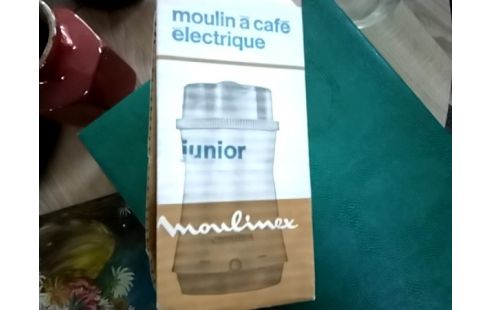 moulin à café
électrique
junior
moulinex